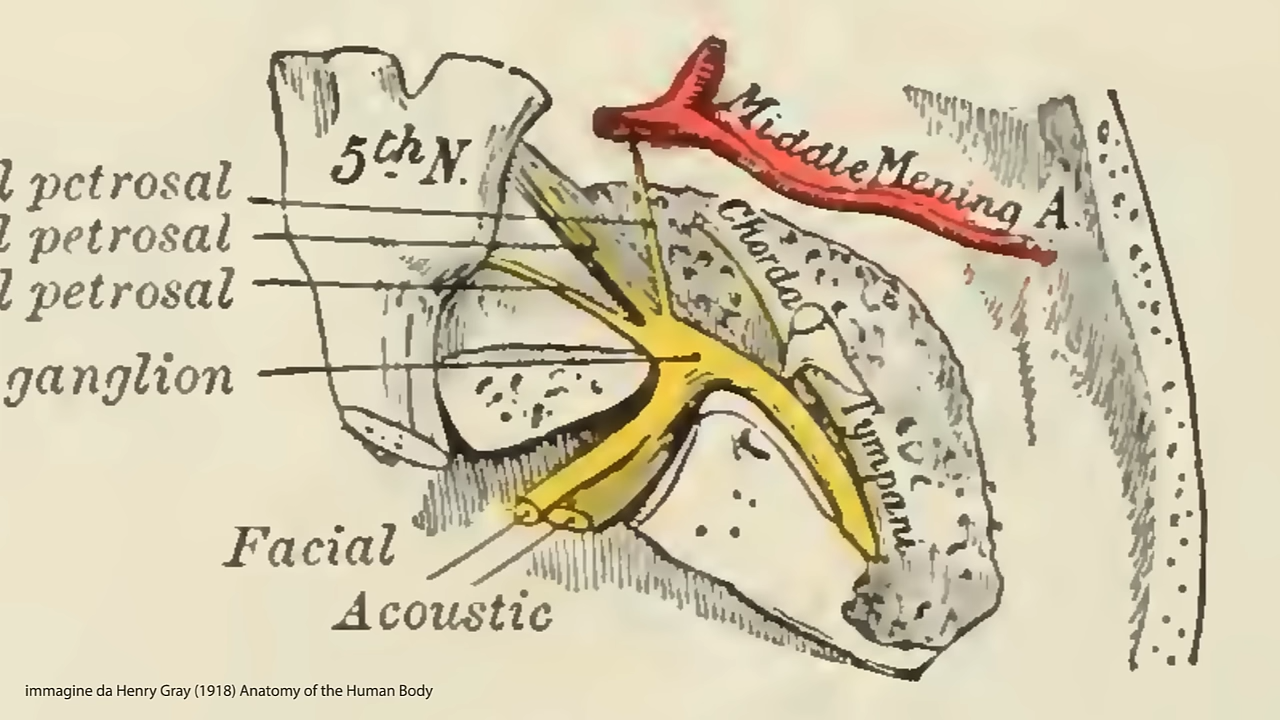 5th N.
Middle Mening A
l petrosal
l petrosal
l petrosal
ganglion
Chorda
Tympani
Facial
Acoustic
immagine da Henry Gray (1918) Anatomy of the Human Body